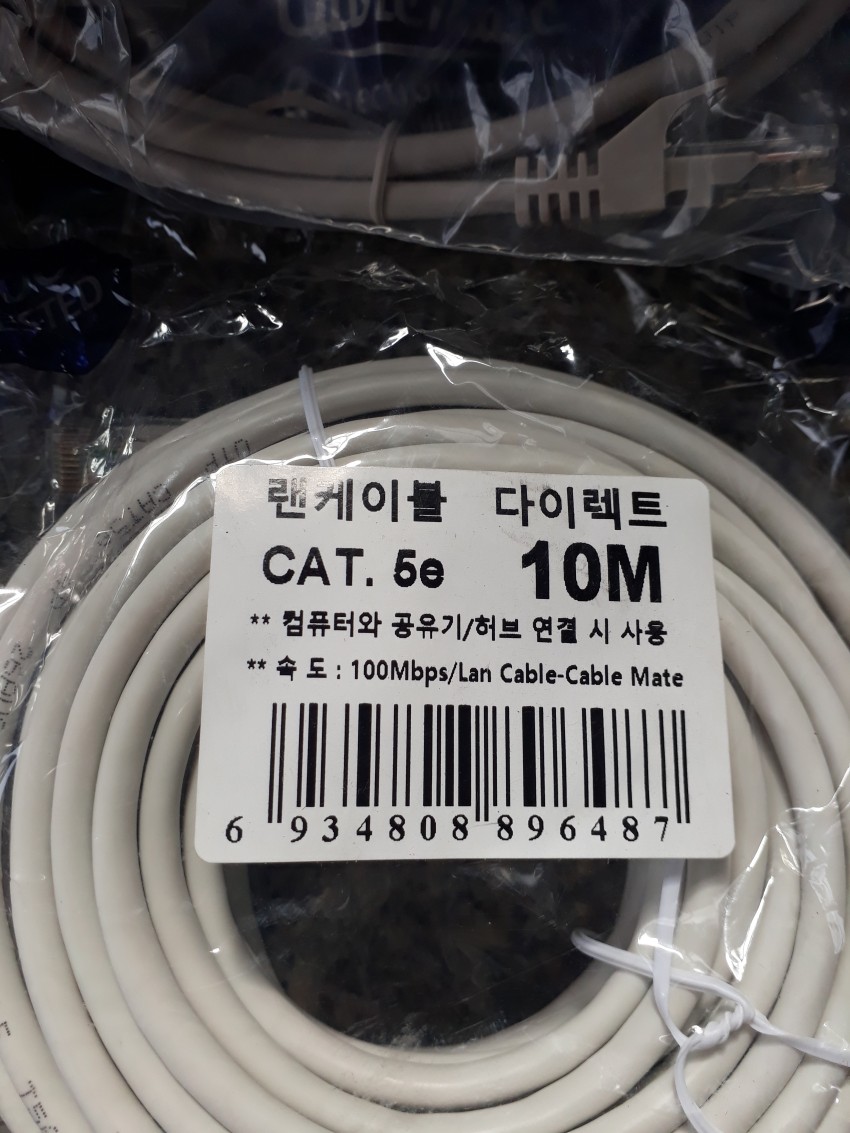 랜케이블 다이렉트
CAT. 5e 10M
** 컴퓨터와 공유기/허브 연결 시 사용
** 속 도 : 100Mbps/Lan Cable-Cable Mate
6 934808 896487